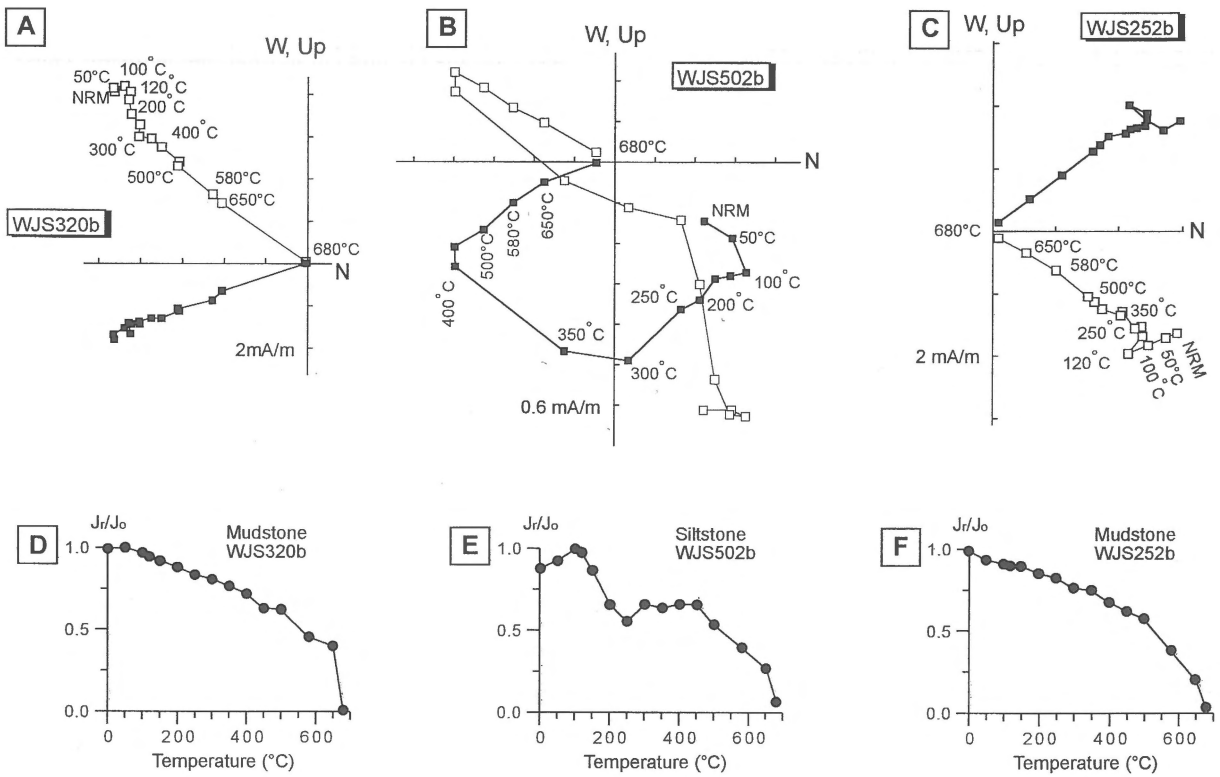 A
W, Up
50°C
100°C
120°C
NRM
200°C
300°C
400°C
500°C
580°C
650°C
680°C
WJS320b
N
2mA/m
B
W, Up
WJS502b
680°C
N
650°C
580°C
500°C
400°C
NRM
50°C
100°C
200°C
250°C
350°C
300°C
0.6 mA/m
C
W, Up
WJS252b
N
680°C
650°C
580°C
500°C
350°C
250°C
120°C
100°C
50°C
NRM
2 mA/m
D
Jr/Jo
Mudstone
WJS320b
1.0
0.5
0.0
0 200 400 600
Temperature (°C)
E
Jr/Jo
Siltstone
WJS502b
1.0
0.5
0.0
0 200 400 600
Temperature (°C)
F
Jr/Jo
Mudstone
WJS252b
1.0
0.5
0.0
0 200 400 600
Temperature (°C)